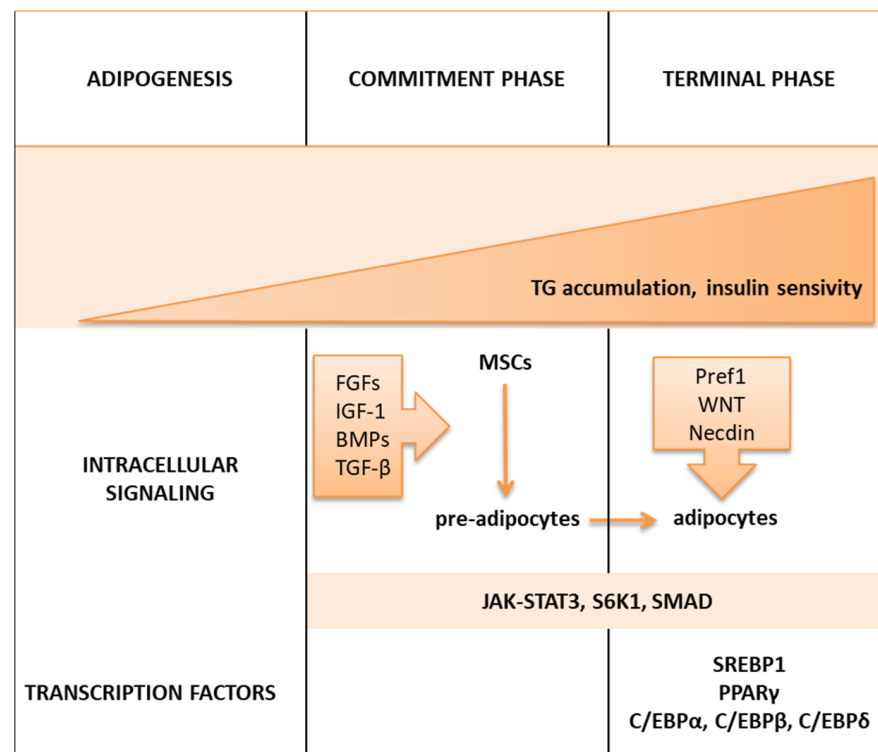 ADIPOGENESIS
COMMITMENT PHASE
TERMINAL PHASE
TG accumulation, insulin sensivity
INTRACELLULAR
SIGNALING
FGFs
IGF-1
BMPs
TGF-β
MSCs
pre-adipocytes
Pref1
WNT
Necdin
adipocytes
JAK-STAT3, S6K1, SMAD
TRANSCRIPTION FACTORS
SREBP1
PPARγ
C/EBPα, C/EBPβ, C/EBPδ